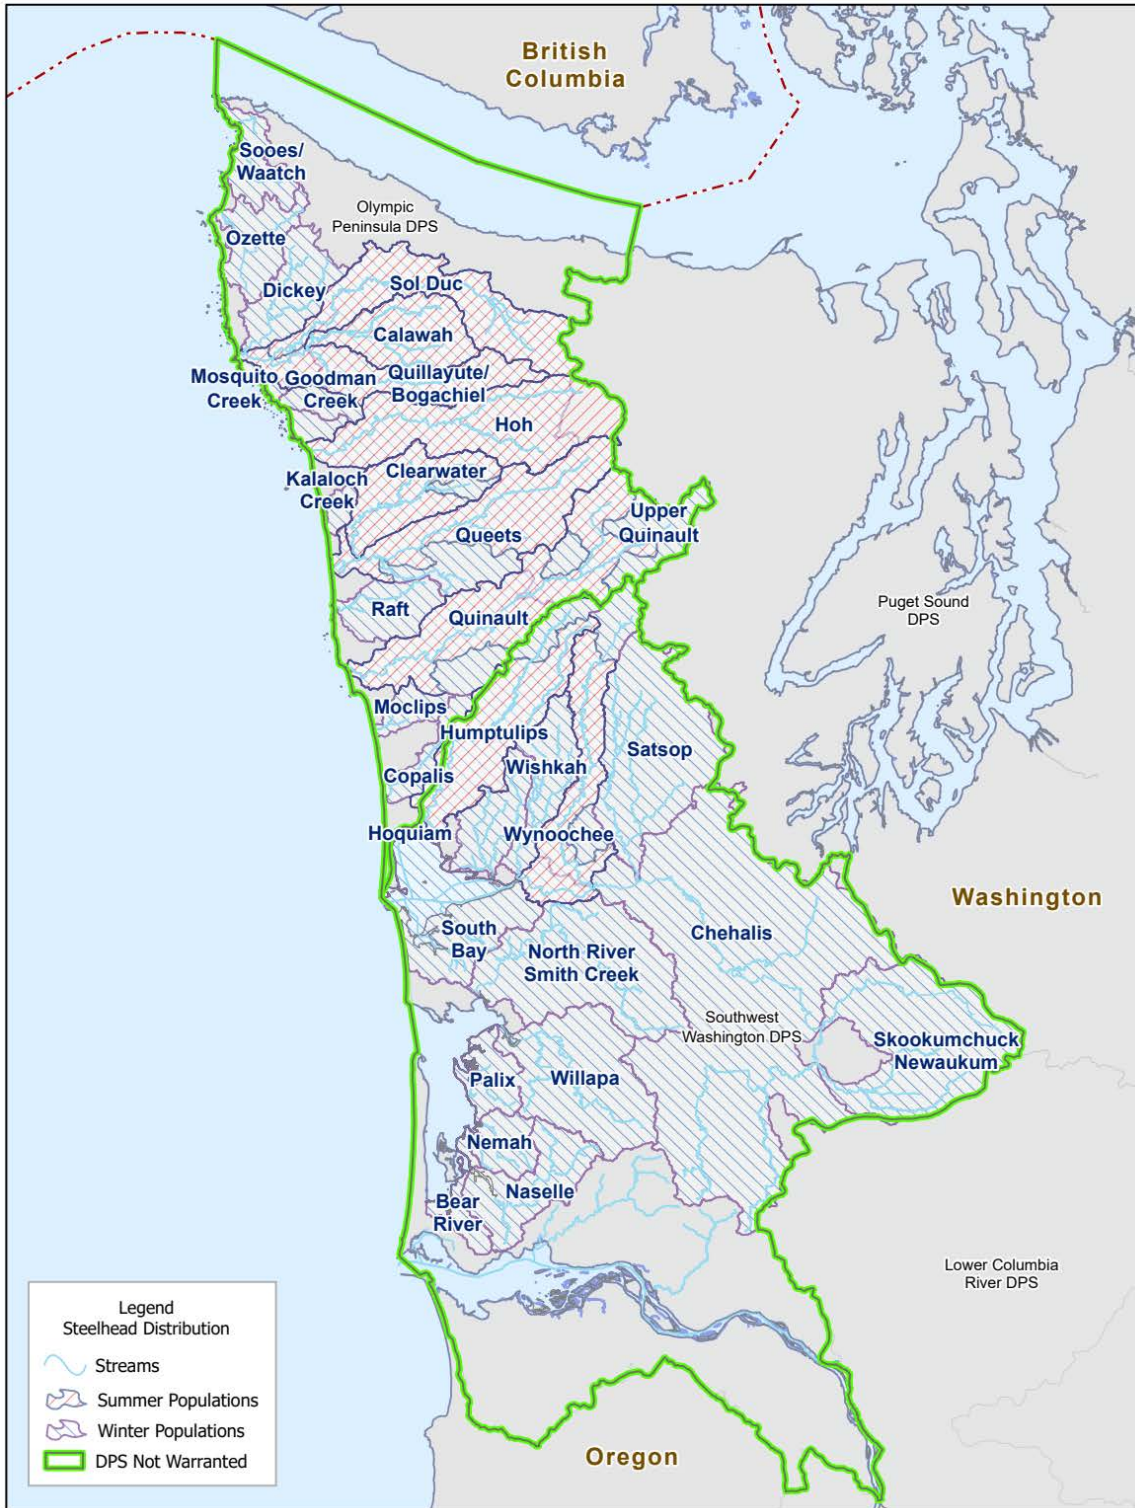 British
Columbia
Sooes/
Waatch
Olympic
Peninsula DPS
Ozette
Dickey
Sol Duc
Calawah
Mosquito
Creek
Goodman
Creek
Quillayute/
Bogachiel
Hoh
Clearwater
Kalaloch
Creek
Queets
Upper
Quinault
Raft
Quinault
Puget Sound
DPS
Moclips
Humptulips
Satsop
Copalis
Wishkah
Hoquiam
Wynoochee
Washington
South
Bay
North River
Smith Creek
Chehalis
Southwest
Washington DPS
Skookumchuck
Newaukum
Palix
Willapa
Nemah
Naselle
Bear
River
Lower Columbia
River DPS
Legend
Steelhead Distribution
Streams
Summer Populations
Winter Populations
DPS Not Warranted
Oregon